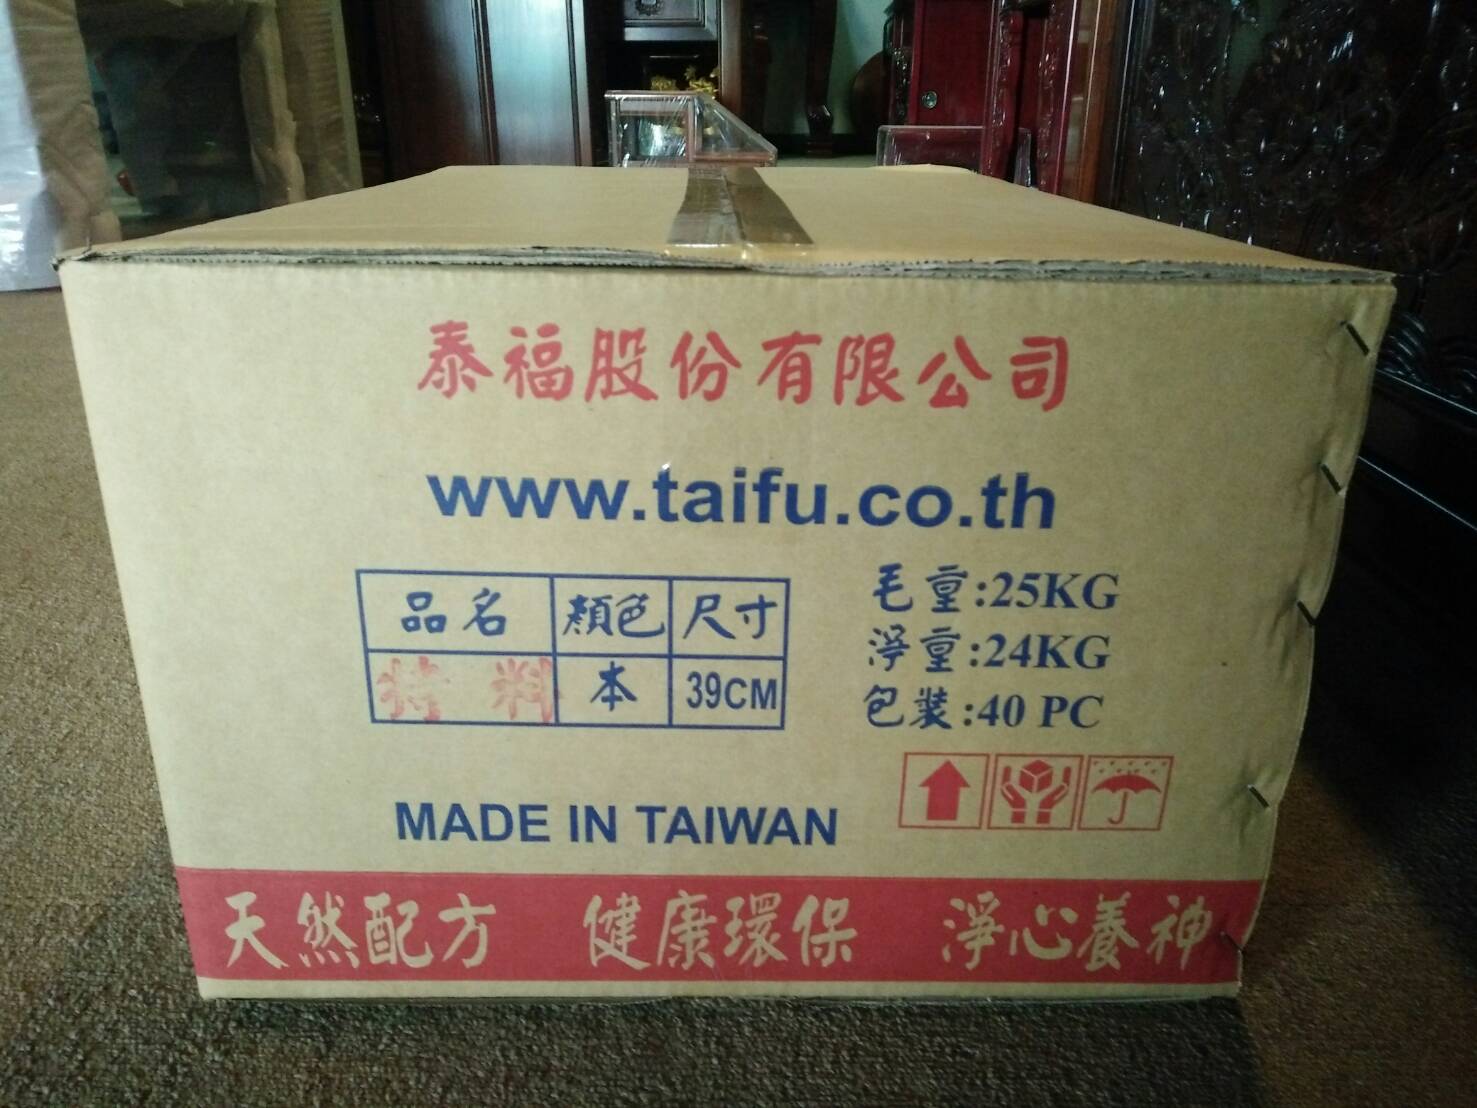 泰福股份有限公司
www.taifu.co.th
品名 顏色 尺寸
特料 本 39CM
毛重:25KG
淨重:24KG
包裝:40 PC
MADE IN TAIWAN
天然配方 健康環保 淨心養神